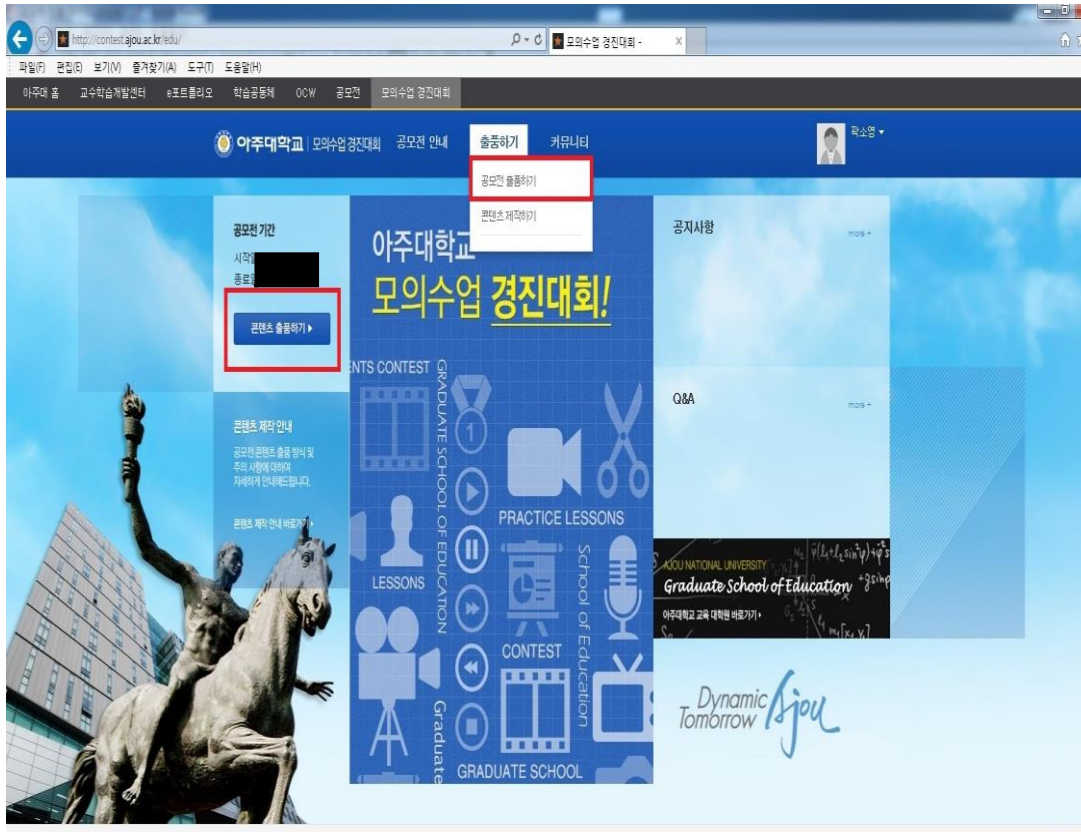 http://contest.ajou.ac.kr/edu/
모의수업 경진대회 -
파일(F) 편집(E) 보기(V) 즐겨찾기(A) 도구(T) 도움말(H)
아주대 홈 교수학습개발센터 e포트폴리오 학습공동체 OCW 공모전 모의수업 경진대회
아주대학교 모의수업 경진대회 공모전 안내 출품하기 커뮤니티 곽소영
공모전 출품하기
콘텐츠 제작하기
공모전 기간
시작일
종료일
콘텐츠 출품하기
콘텐츠 제작 안내
공모전 콘텐츠 출품 방식 및
주의 사항에 대하여
자세하게 안내해드립니다.
콘텐츠 제작 안내 바로가기
아주대학교
모의수업 경진대회!
ENTS CONTEST
GRADUATE SCHOOL OF EDUCATION
1
PRACTICE LESSONS
LESSONS
School of Education
CONTEST
Graduate
GRADUATE SCHOOL
공지사항
more +
Q&A
more +
AJOU NATIONAL UNIVERSITY
Graduate School of Education
아주대학교 교육 대학원 바로가기
Dynamic
Tomorrow Ajou